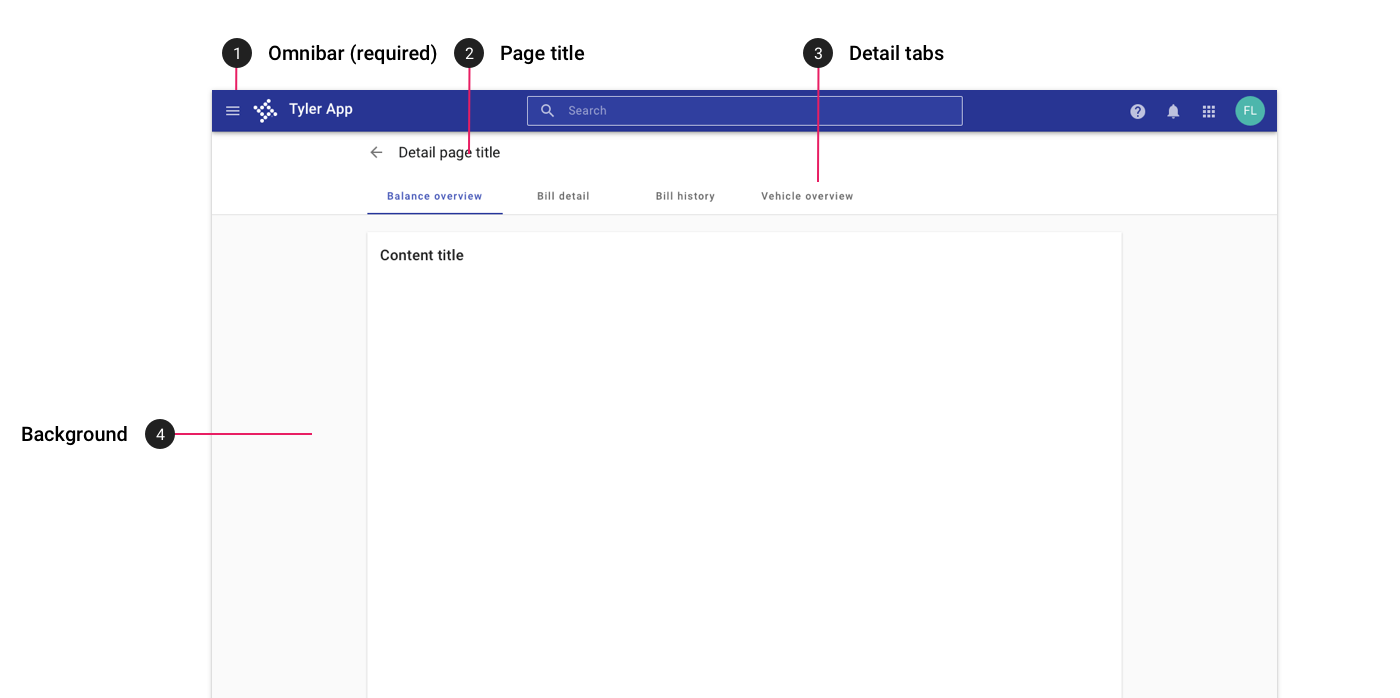 1 Omnibar (required) 2 Page title 3 Detail tabs
Tyler App Search FL
Detail page title
Balance overview Bill detail Bill history Vehicle overview
Content title
Background 4